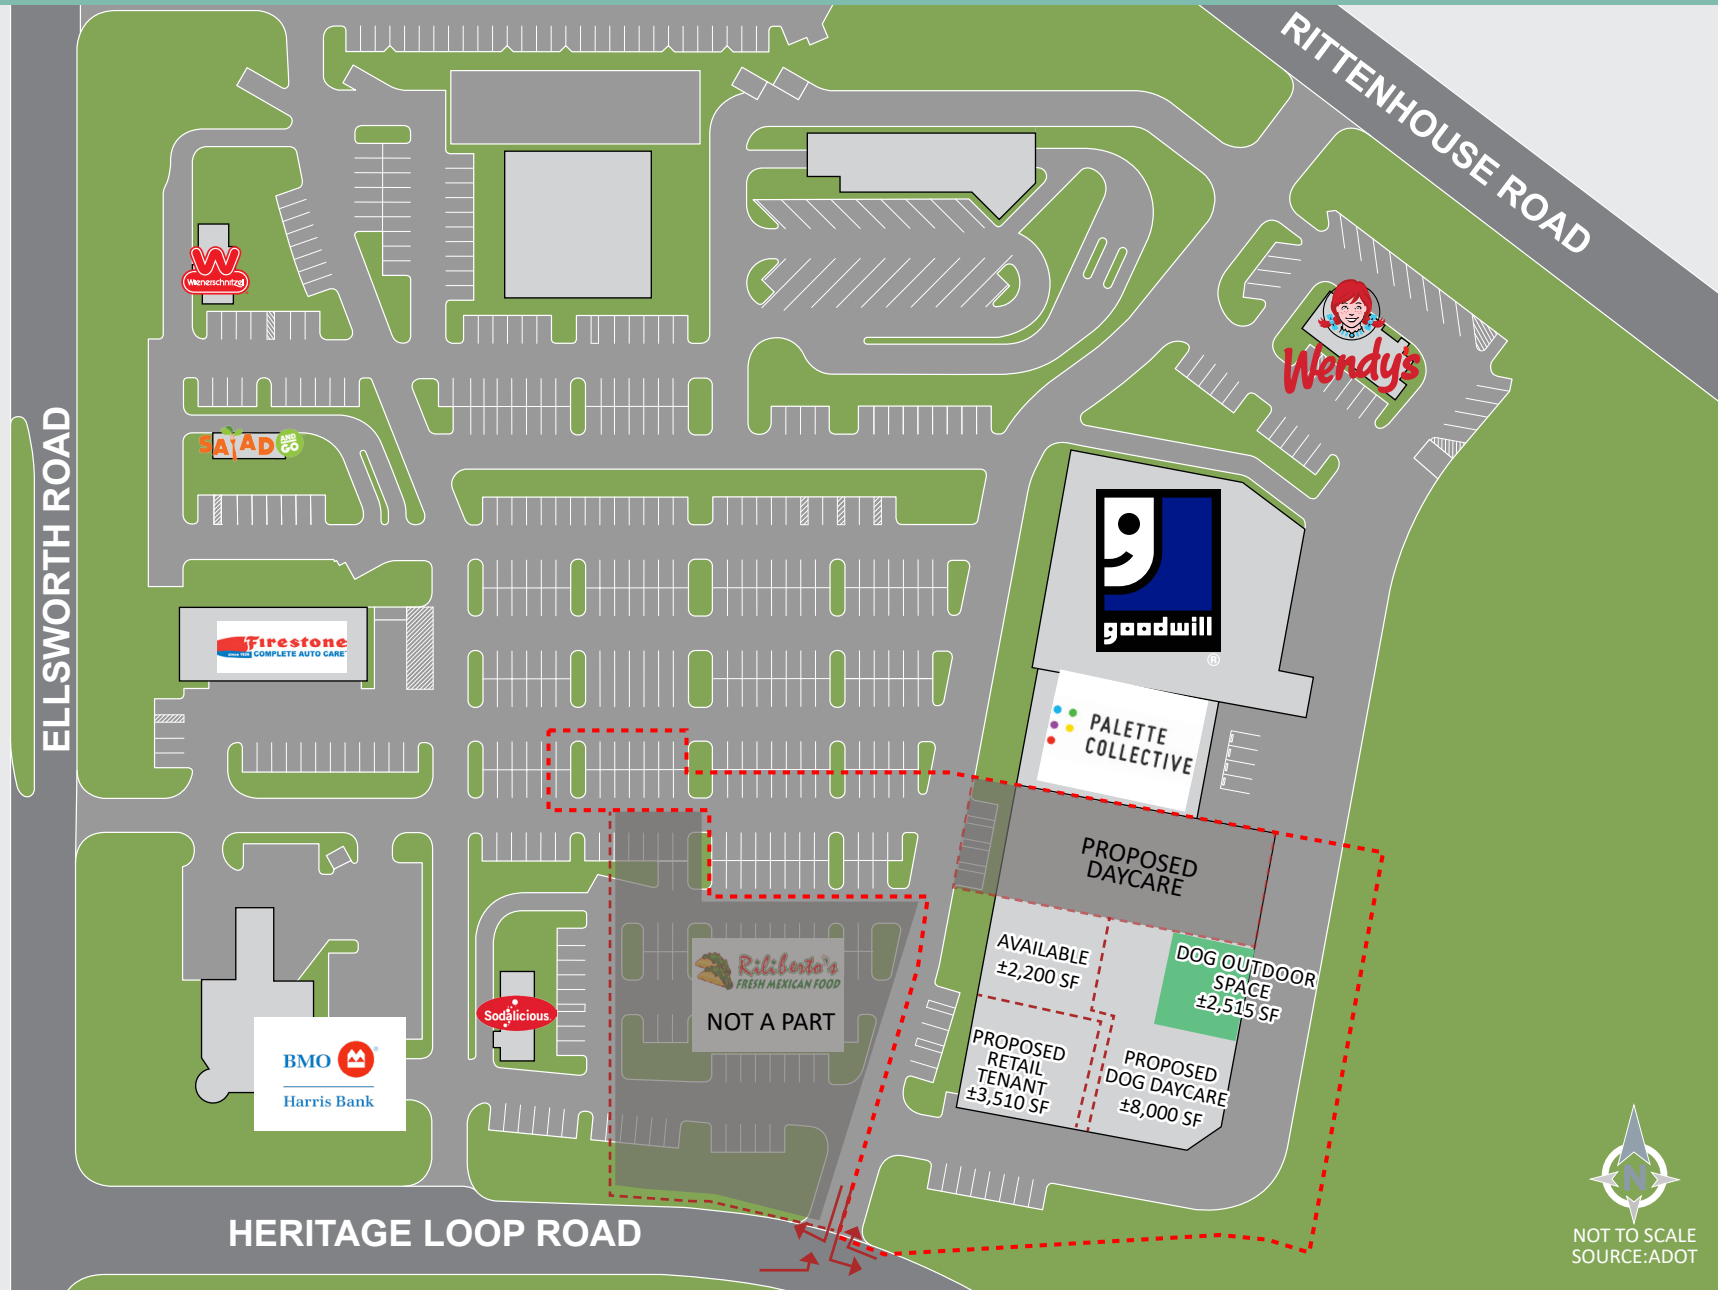 RITTENHOUSE ROAD
W
Wienerschnitzel
Wendy's
ELLSWORTH ROAD
SALAD
AND
GO
g
goodwill
®
Firestone
since 1926
COMPLETE AUTO CARE
PALETTE
COLLECTIVE
PROPOSED
DAYCARE
AVAILABLE
±2,200 SF
DOG OUTDOOR
SPACE
±2,515 SF
Riliberto's
FRESH MEXICAN FOOD
NOT A PART
Sodalicious
BMO
Harris Bank
PROPOSED
RETAIL
TENANT
±3,510 SF
PROPOSED
DOG DAYCARE
±8,000 SF
HERITAGE LOOP ROAD
N
NOT TO SCALE
SOURCE:ADOT